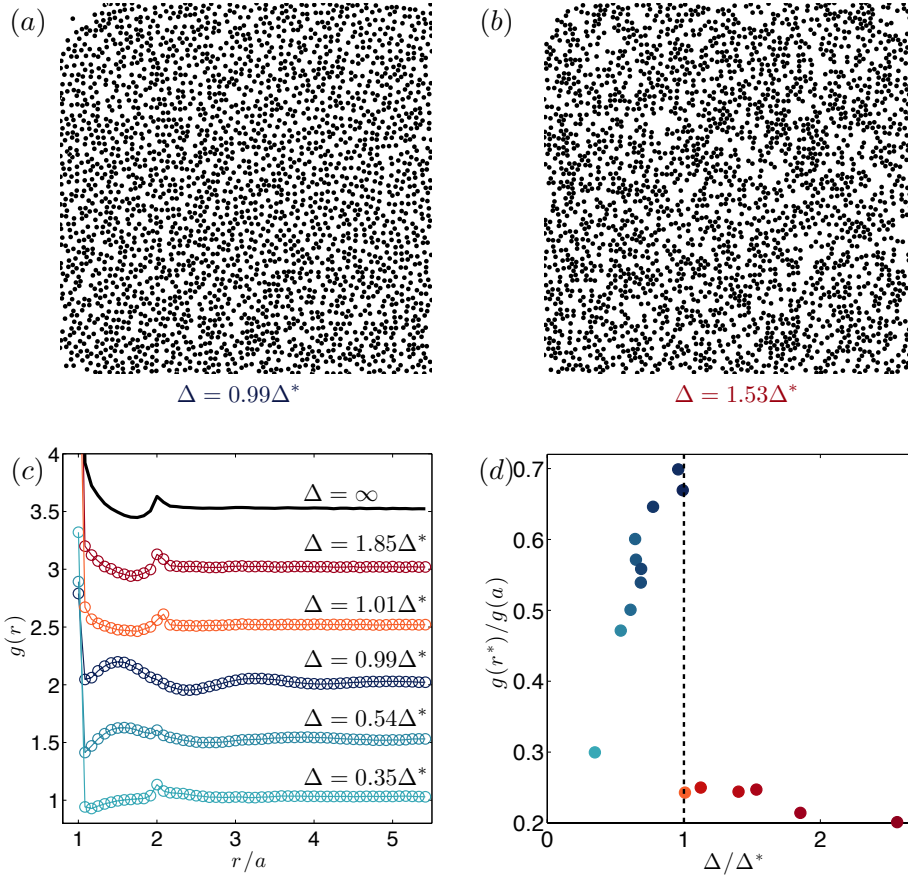 (a)
(b)
Δ = 0.99Δ*
Δ = 1.53Δ*
(c)
4
3.5
3
2.5
2
1.5
1
g(r)
Δ = ∞
Δ = 1.85Δ*
Δ = 1.01Δ*
Δ = 0.99Δ*
Δ = 0.54Δ*
Δ = 0.35Δ*
1 2 3 4 5
r/a
(d)
0.7
0.6
0.5
0.4
0.3
0.2
g(r*)/g(a)
0 1 2
Δ/Δ*